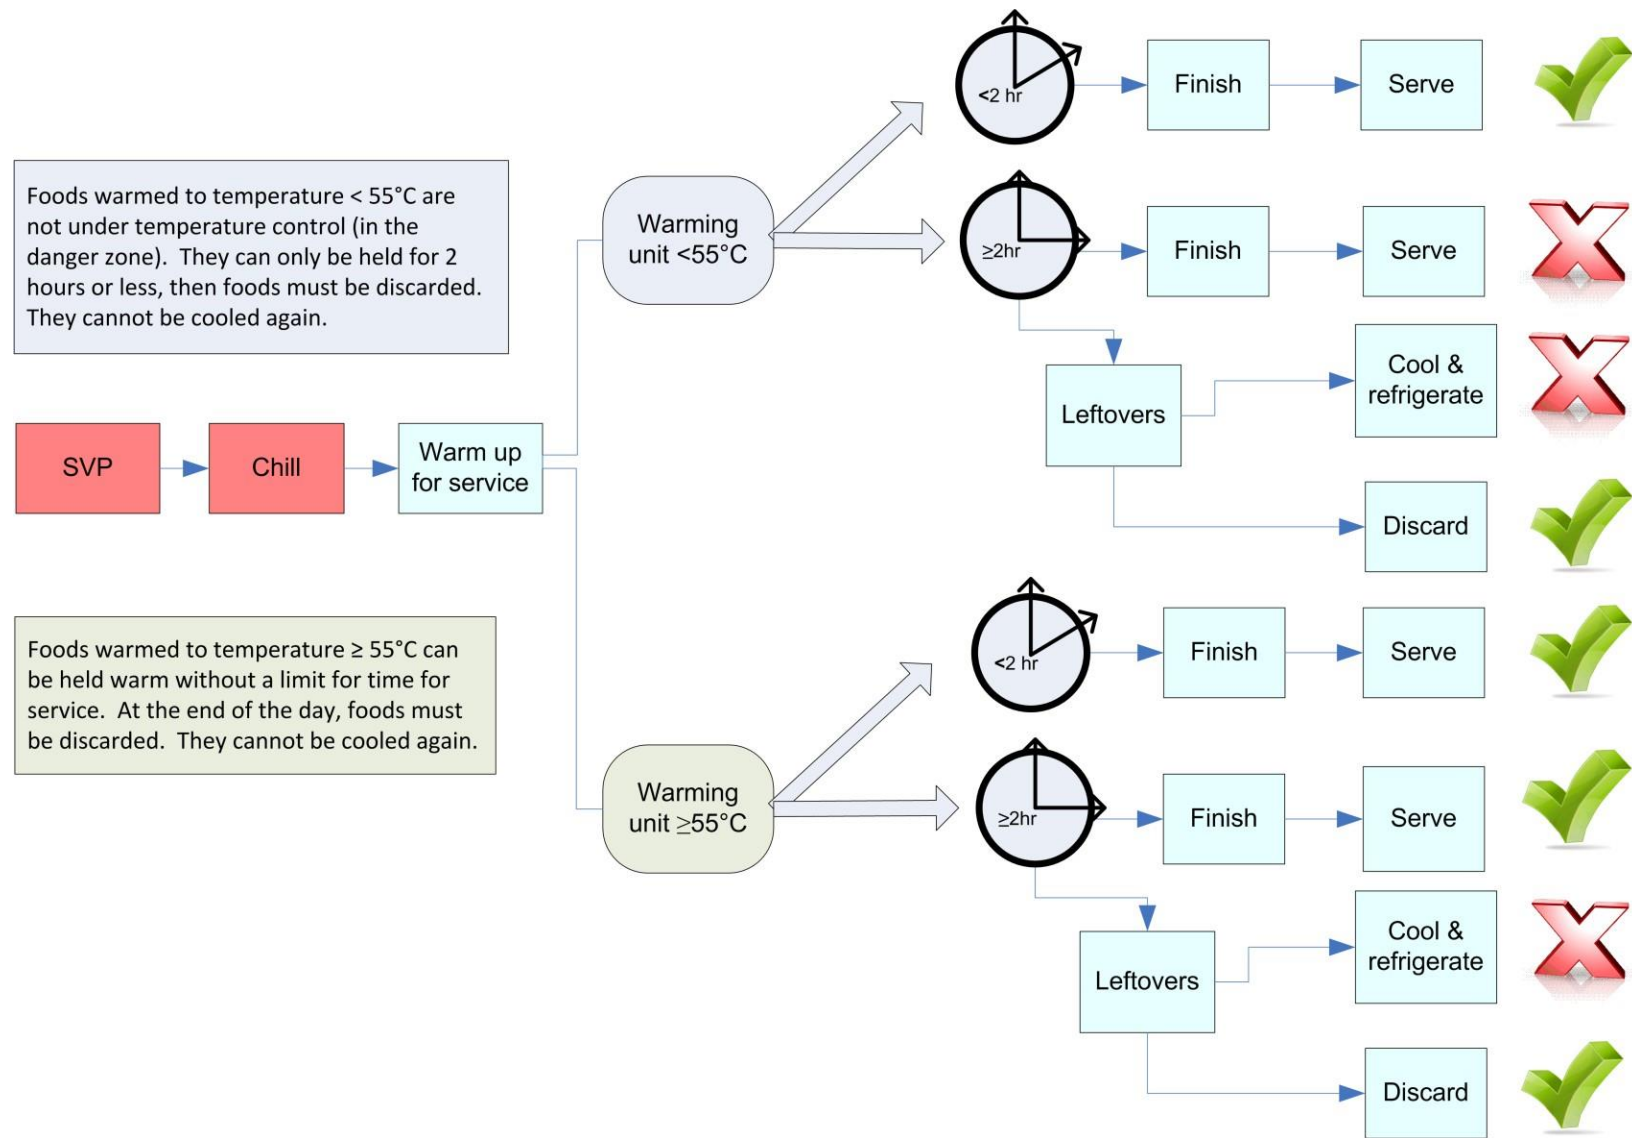 Foods warmed to temperature < 55°C are
not under temperature control (in the
danger zone).  They can only be held for 2
hours or less, then foods must be discarded.
They cannot be cooled again.
SVP
Chill
Warm up
for service
Foods warmed to temperature ≥ 55°C can
be held warm without a limit for time for
service.  At the end of the day, foods must
be discarded.  They cannot be cooled again.
Warming
unit <55°C
<2 hr
Finish
Serve
≥2hr
Finish
Serve
Leftovers
Cool &
refrigerate
Discard
Warming
unit ≥55°C
<2 hr
Finish
Serve
≥2hr
Finish
Serve
Leftovers
Cool &
refrigerate
Discard